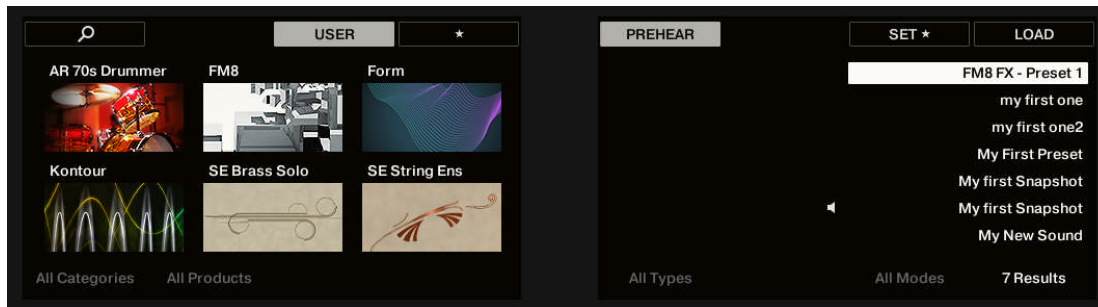 USER
★
AR 70s Drummer
FM8
Form
Kontour
SE Brass Solo
SE String Ens
All Categories
All Products
PREHEAR
SET ★
LOAD
FM8 FX - Preset 1
my first one
my first one2
My First Preset
My first Snapshot
My first Snapshot
My New Sound
All Types
All Modes
7 Results